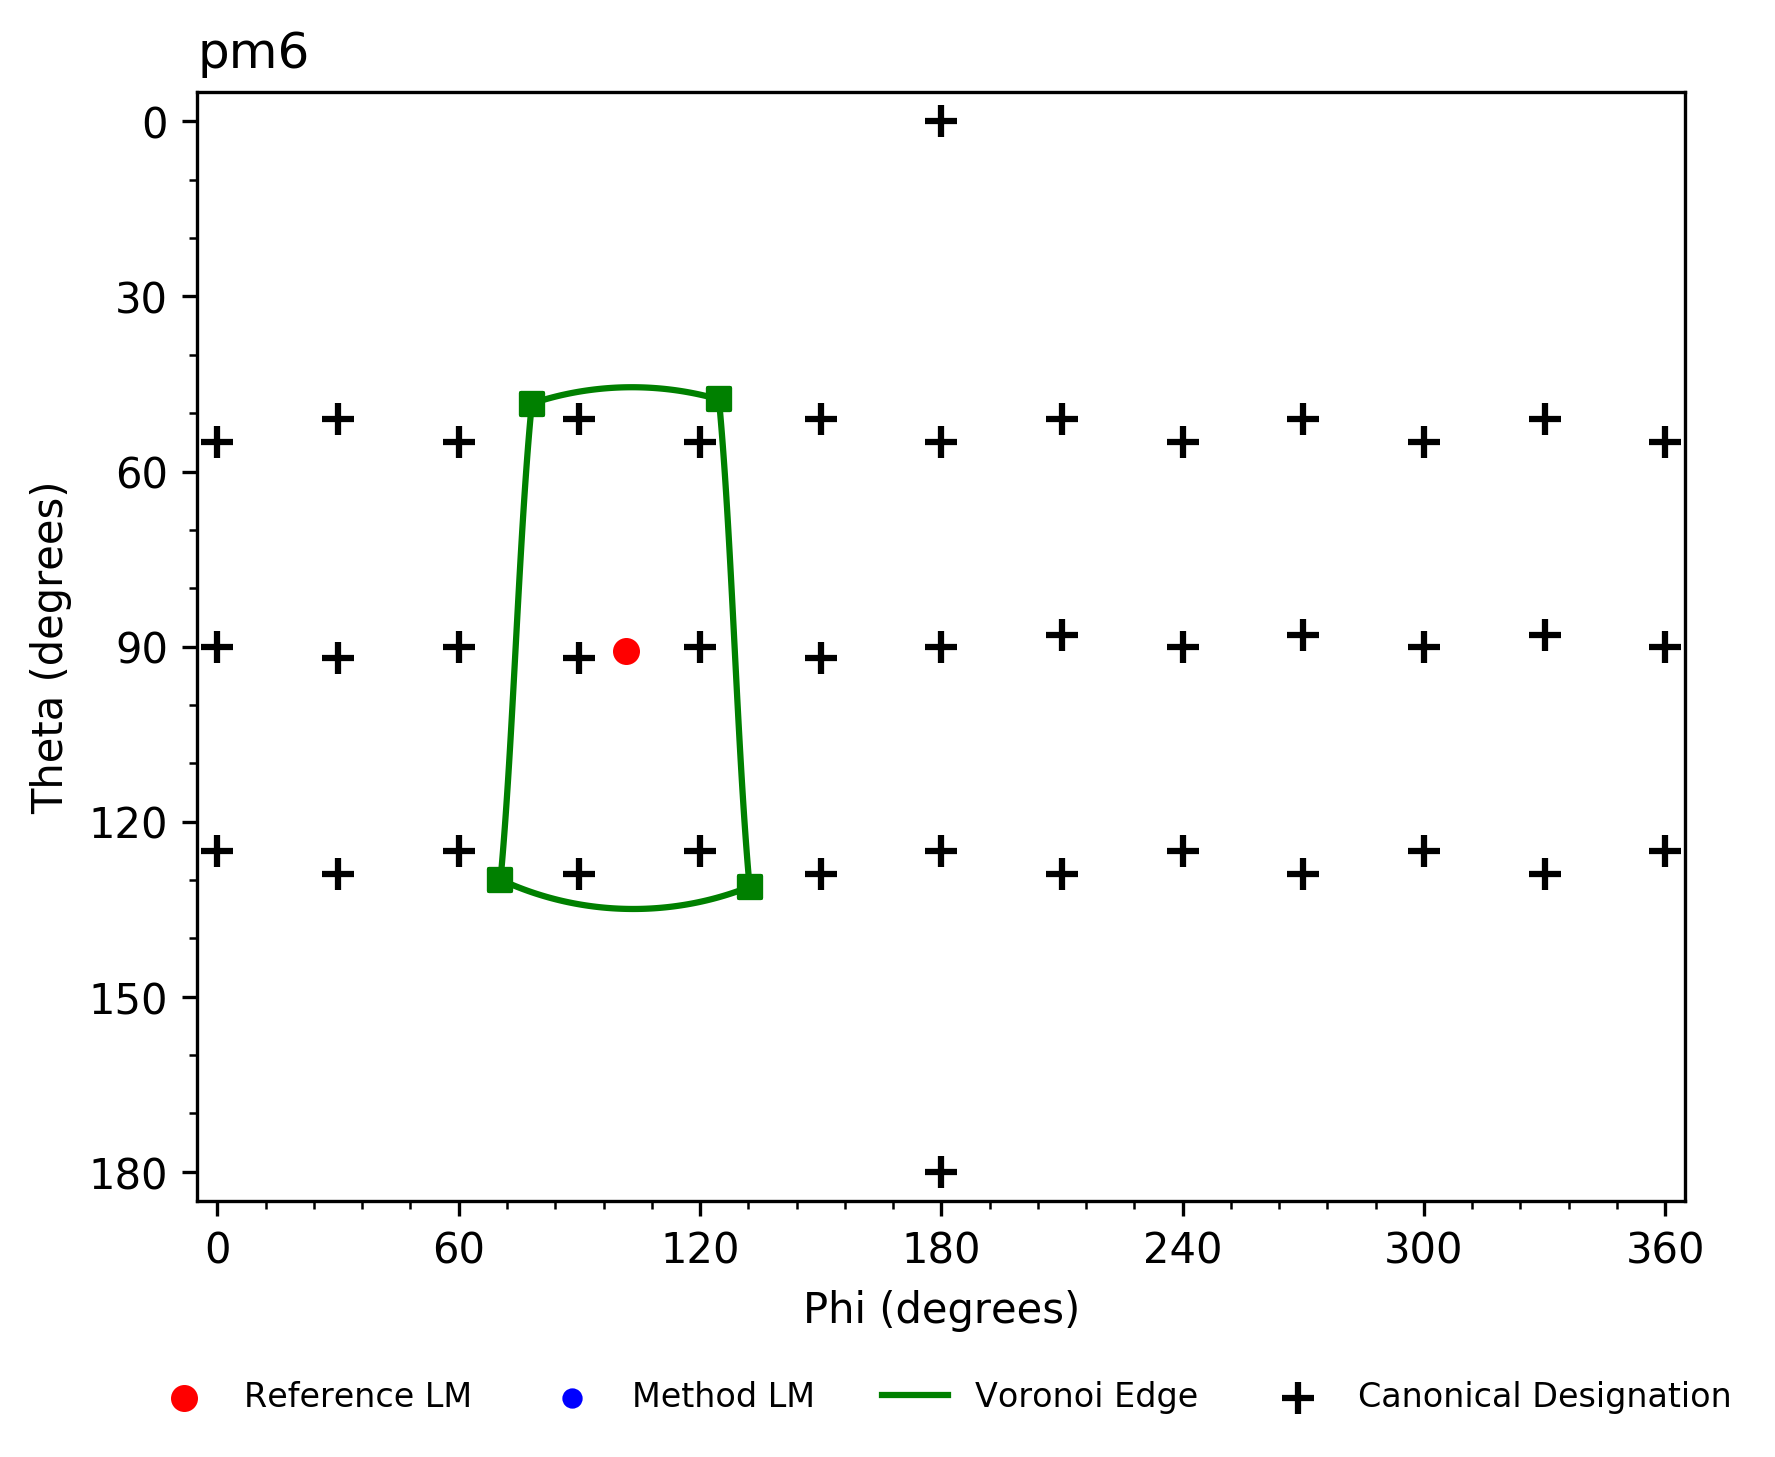 pm6
0
30
60
90
120
150
180
Theta (degrees)
0 60 120 180 240 300 360
Phi (degrees)
Reference LM Method LM Voronoi Edge Canonical Designation